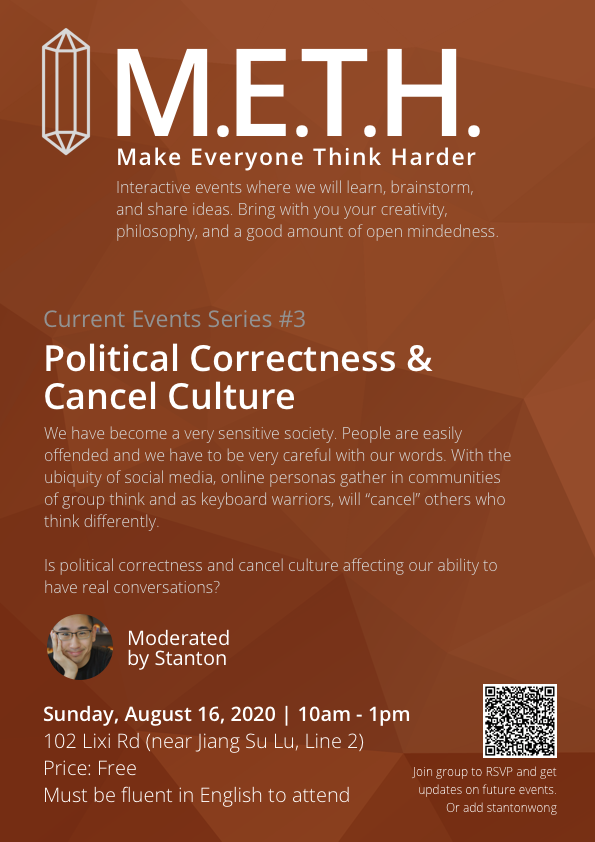 M.E.T.H.
Make Everyone Think Harder
Interactive events where we will learn, brainstorm,
and share ideas. Bring with you your creativity,
philosophy, and a good amount of open mindedness.
Current Events Series #3
Political Correctness &
Cancel Culture
We have become a very sensitive society. People are easily
offended and we have to be very careful with our words. With the
ubiquity of social media, online personas gather in communities
of group think and as keyboard warriors, will “cancel” others who
think differently.
Is political correctness and cancel culture affecting our ability to
have real conversations?
Moderated
by Stanton
Sunday, August 16, 2020 | 10am - 1pm
102 Lixi Rd (near Jiang Su Lu, Line 2)
Price: Free
Must be fluent in English to attend
Join group to RSVP and get
updates on future events.
Or add stantonwong